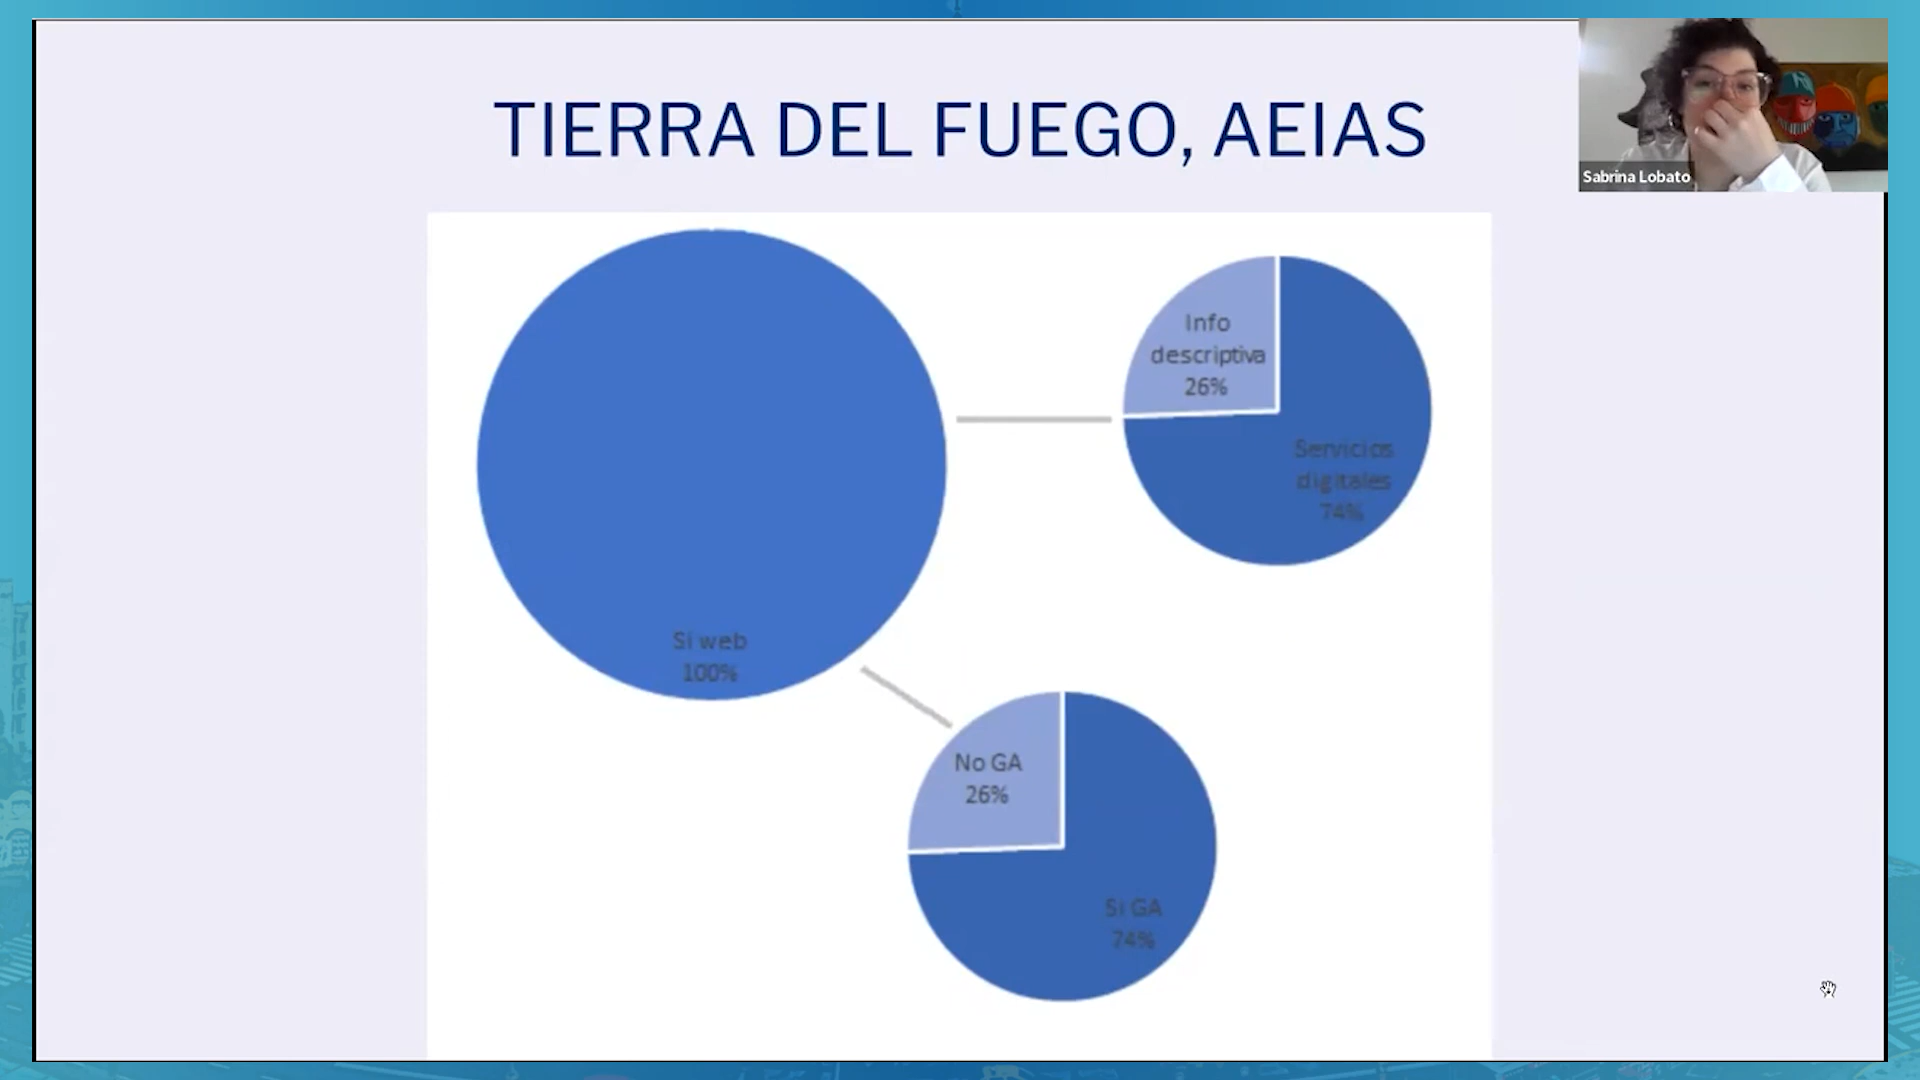 TIERRA DEL FUEGO, AEIAS
Sabrina Lobato
Info
descriptiva
26%
Servicios
digitales
74%
Si web
100%
No GA
26%
Si GA
74%